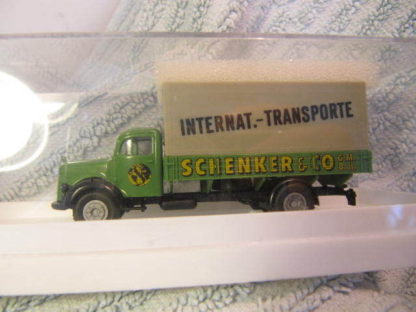 INTERNAT.-TRANSPORTE
SCHENKER & CO G.M.B.H.